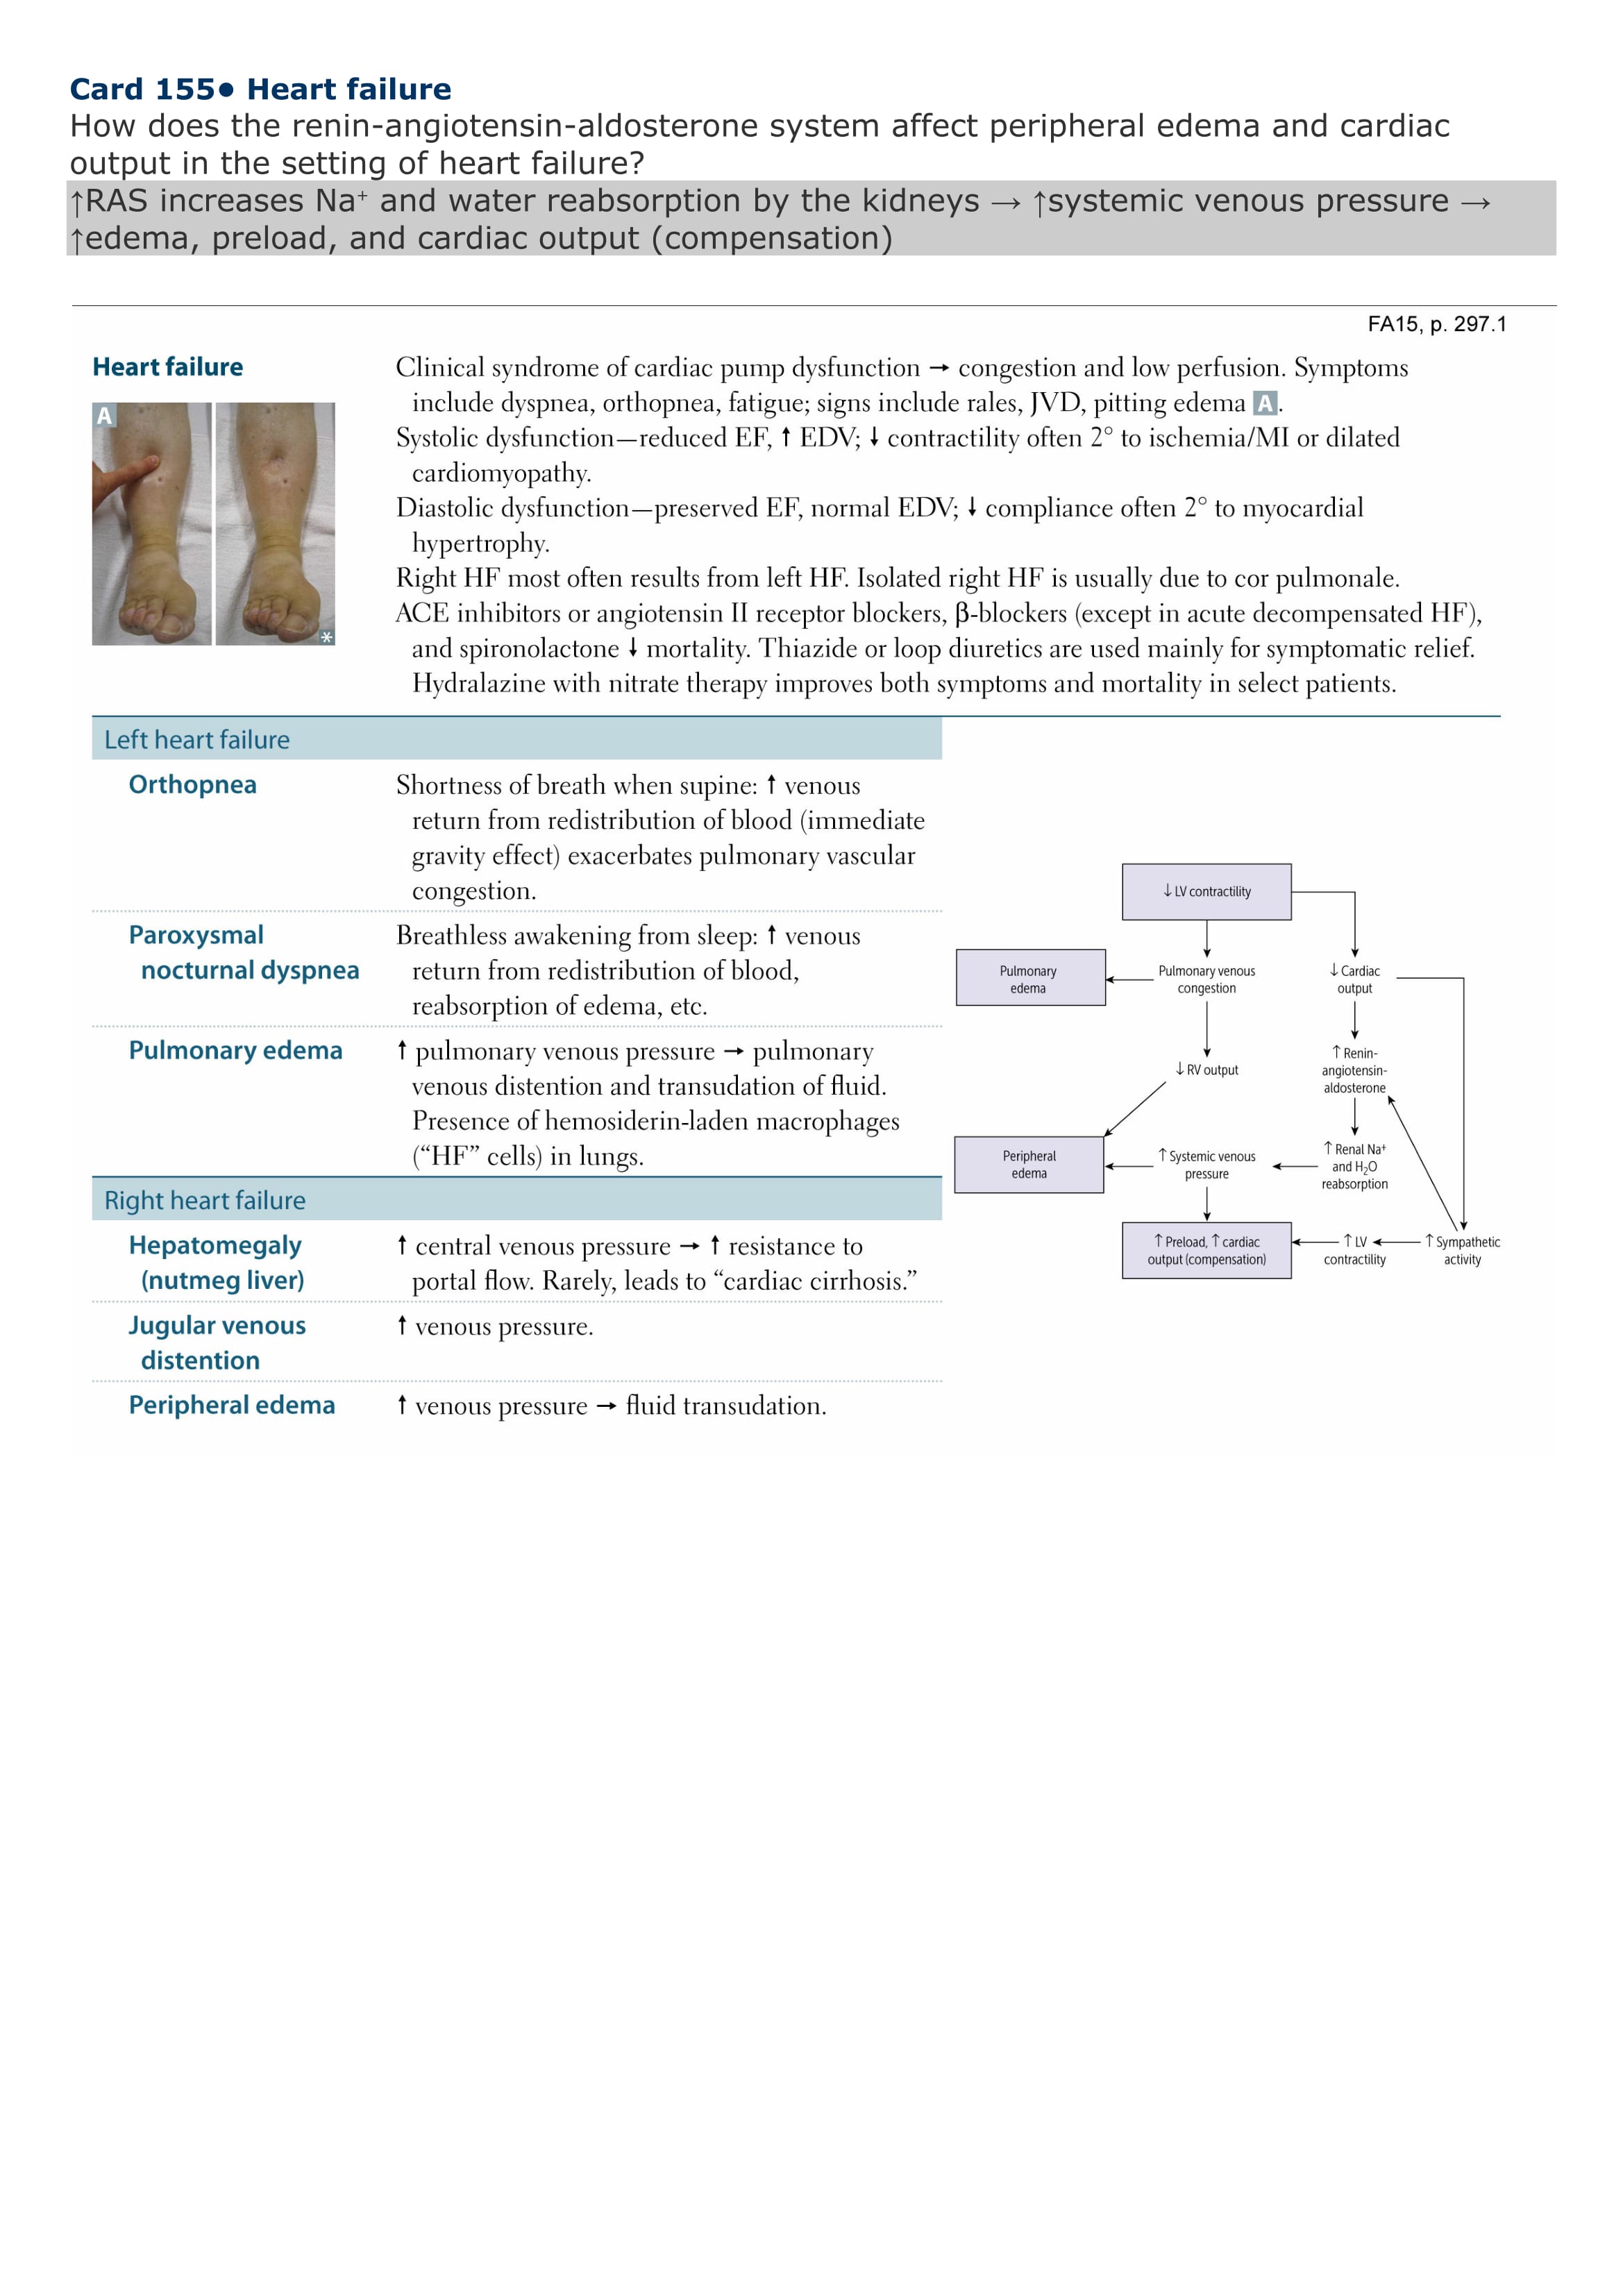 Card 155● Heart failure
How does the renin-angiotensin-aldosterone system affect peripheral edema and cardiac
output in the setting of heart failure?
↑RAS increases Na⁺ and water reabsorption by the kidneys → ↑systemic venous pressure →
↑edema, preload, and cardiac output (compensation)
FA15, p. 297.1
Heart failure
A
*
Clinical syndrome of cardiac pump dysfunction → congestion and low perfusion. Symptoms
include dyspnea, orthopnea, fatigue; signs include rales, JVD, pitting edema A.
Systolic dysfunction—reduced EF, ↑ EDV; ↓ contractility often 2° to ischemia/MI or dilated
cardiomyopathy.
Diastolic dysfunction—preserved EF, normal EDV; ↓ compliance often 2° to myocardial
hypertrophy.
Right HF most often results from left HF. Isolated right HF is usually due to cor pulmonale.
ACE inhibitors or angiotensin II receptor blockers, β-blockers (except in acute decompensated HF),
and spironolactone ↓ mortality. Thiazide or loop diuretics are used mainly for symptomatic relief.
Hydralazine with nitrate therapy improves both symptoms and mortality in select patients.
Left heart failure
Orthopnea
Shortness of breath when supine: ↑ venous
return from redistribution of blood (immediate
gravity effect) exacerbates pulmonary vascular
congestion.
Paroxysmal
nocturnal dyspnea
Breathless awakening from sleep: ↑ venous
return from redistribution of blood,
reabsorption of edema, etc.
Pulmonary edema
↑ pulmonary venous pressure → pulmonary
venous distention and transudation of fluid.
Presence of hemosiderin-laden macrophages
(“HF” cells) in lungs.
Right heart failure
Hepatomegaly
(nutmeg liver)
↑ central venous pressure → ↑ resistance to
portal flow. Rarely, leads to “cardiac cirrhosis.”
Jugular venous
distention
↑ venous pressure.
Peripheral edema
↑ venous pressure → fluid transudation.
↓ LV contractility
Pulmonary
edema
Pulmonary venous
congestion
↓ Cardiac
output
↓ RV output
↑ Renin-
angiotensin-
aldosterone
Peripheral
edema
↑ Systemic venous
pressure
↑ Renal Na⁺
and H₂O
reabsorption
↑ Preload, ↑ cardiac
output (compensation)
↑ LV
contractility
↑ Sympathetic
activity